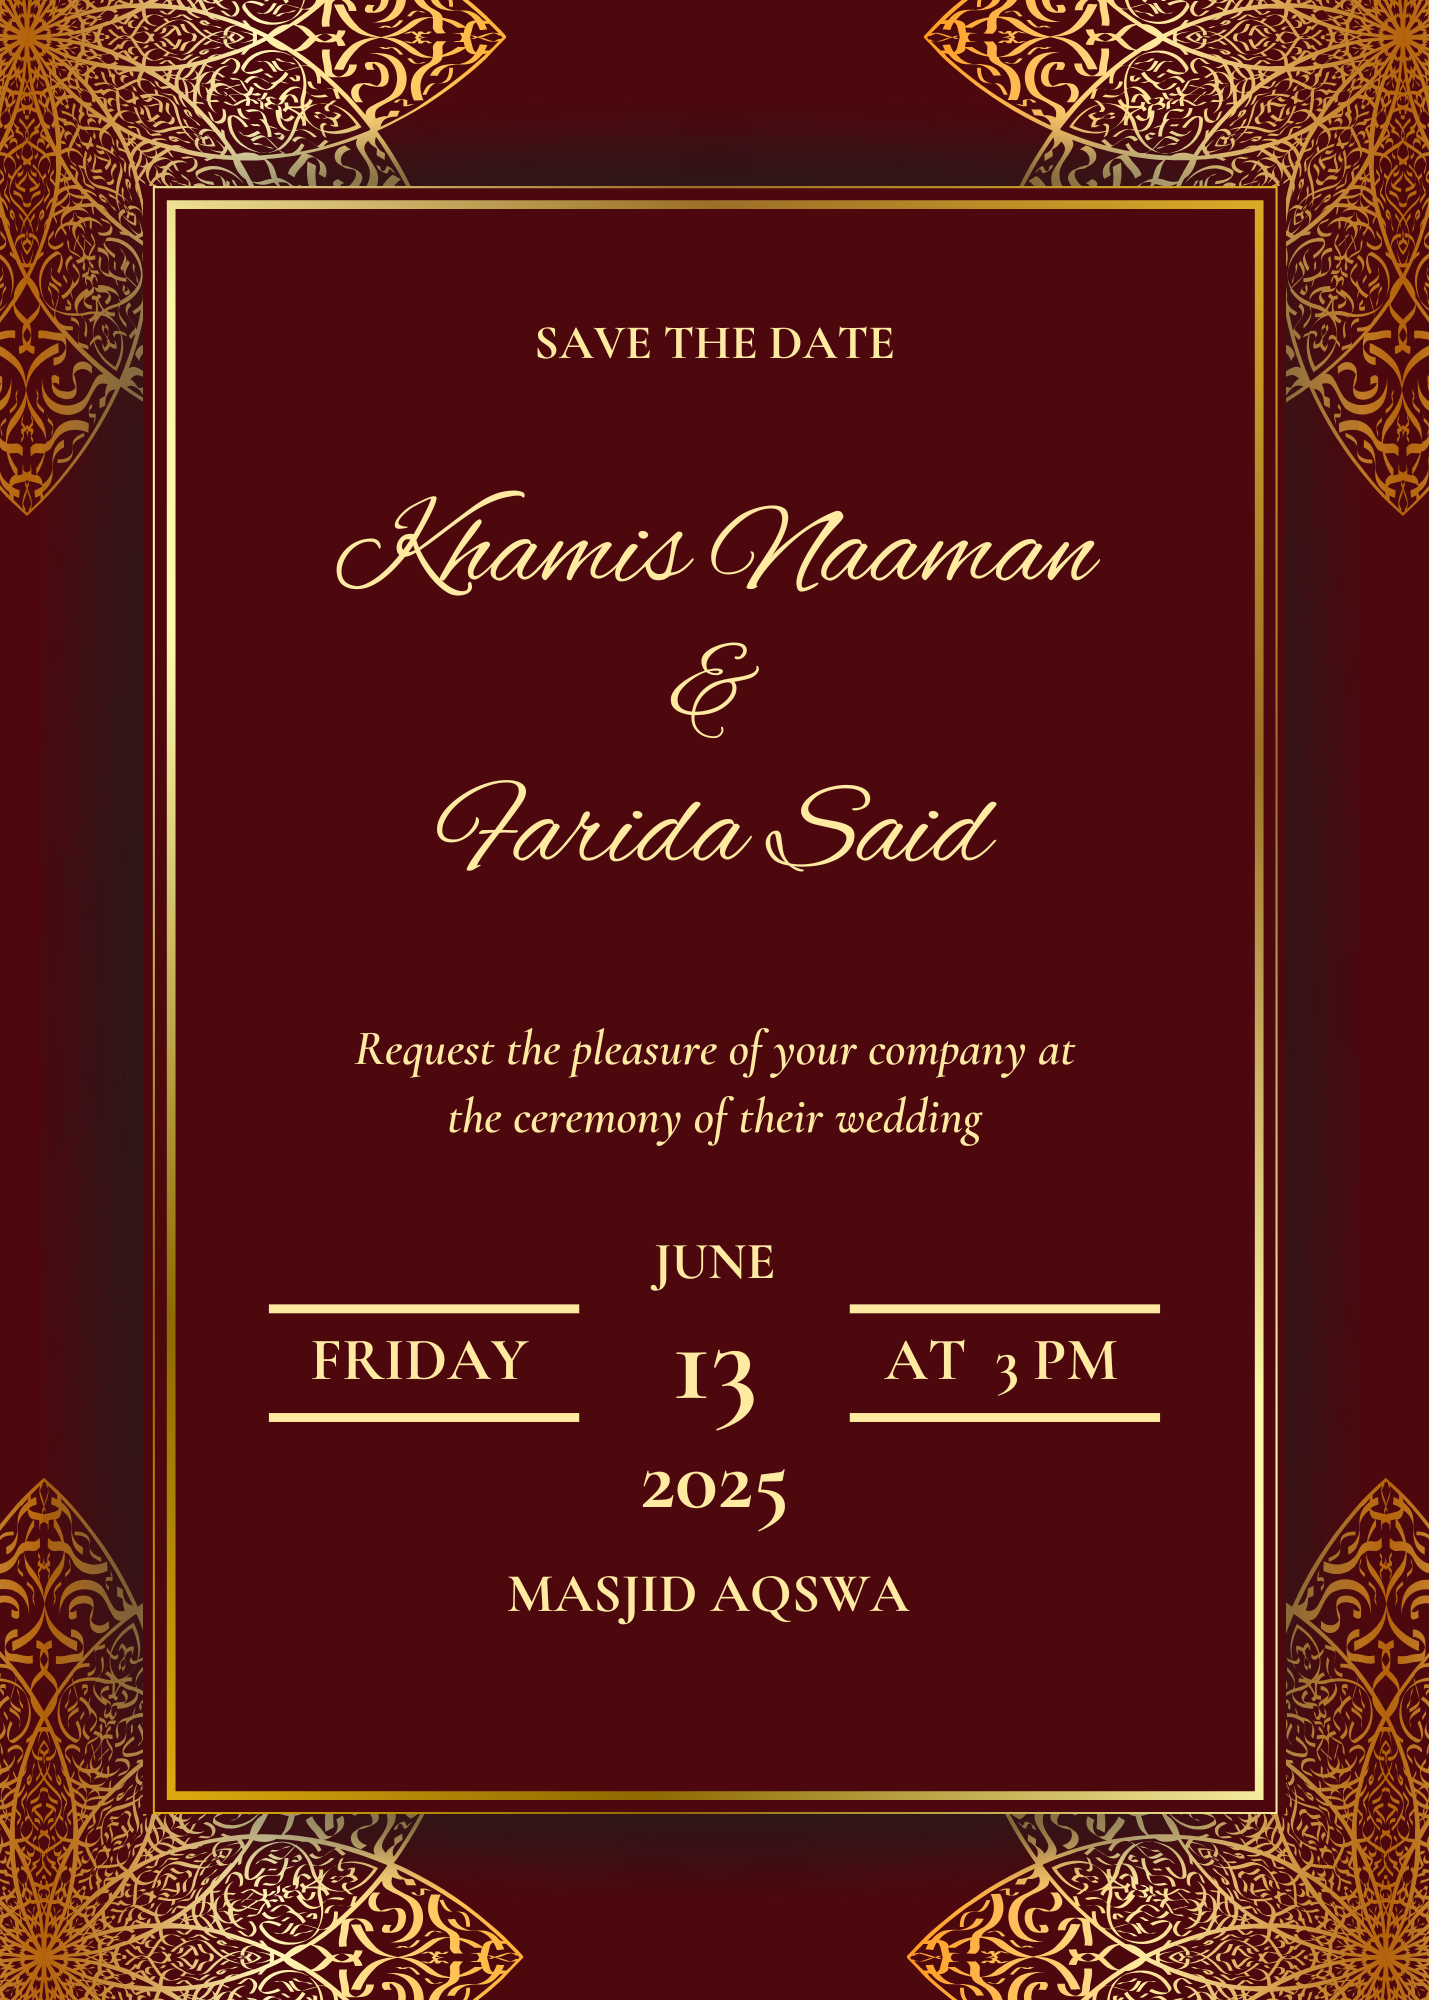 SAVE THE DATE
Khamis Naaman
&
Farida Said
Request the pleasure of your company at
the ceremony of their wedding
JUNE
FRIDAY
13
AT 3 PM
2025
MASJID AQSWA